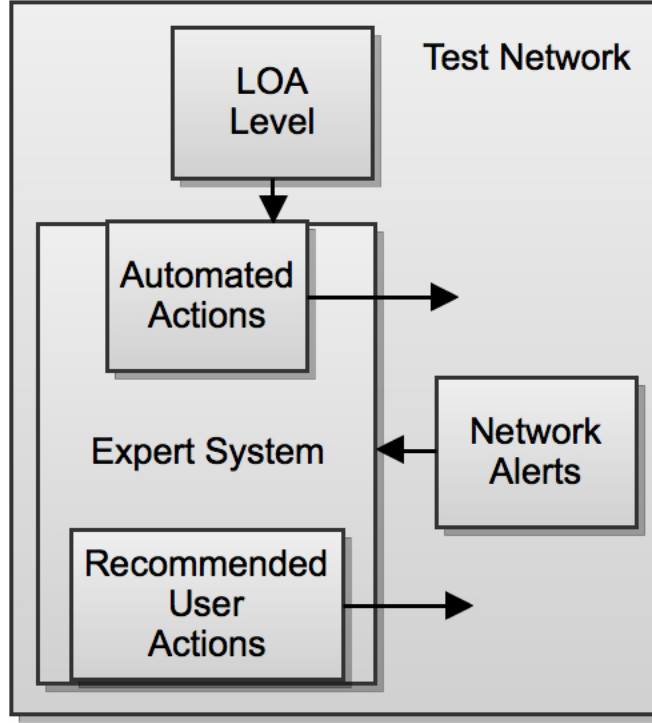 Test Network
LOA
Level
Automated
Actions
Expert System
Network
Alerts
Recommended
User
Actions